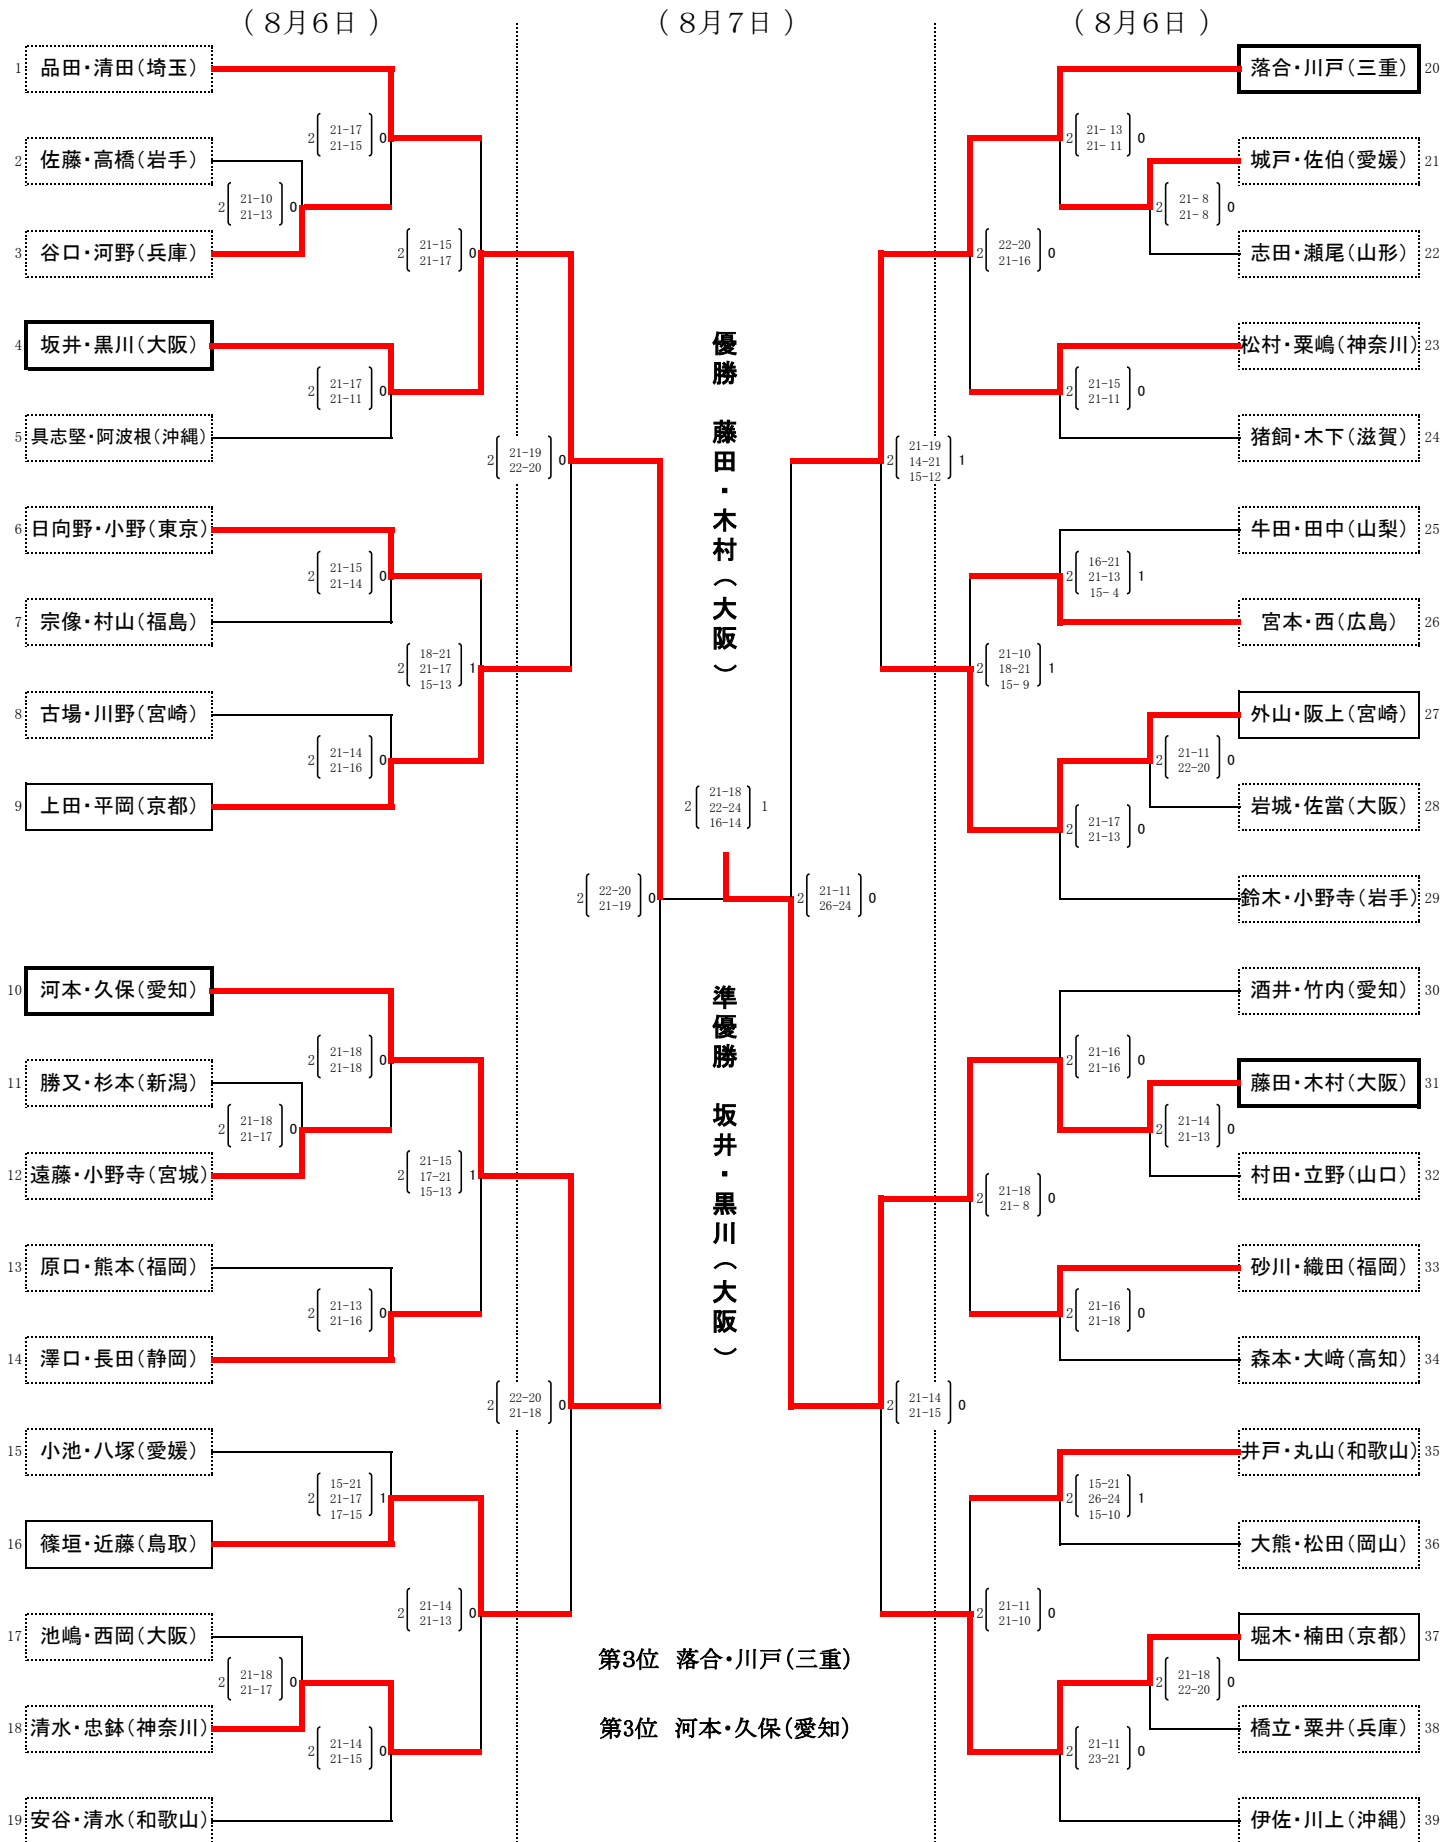 (８月６日)
(８月７日)
(８月６日)
1 品田・清田(埼玉)
2 佐藤・高橋(岩手)
3 谷口・河野(兵庫)
4 坂井・黒川(大阪)
5 具志堅・阿波根(沖縄)
6 日向野・小野(東京)
7 宗像・村山(福島)
8 古場・川野(宮崎)
9 上田・平岡(京都)
10 河本・久保(愛知)
11 勝又・杉本(新潟)
12 遠藤・小野寺(宮城)
13 原口・熊本(福岡)
14 澤口・長田(静岡)
15 小池・八塚(愛媛)
16 篠垣・近藤(鳥取)
17 池嶋・西岡(大阪)
18 清水・忠鉢(神奈川)
19 安谷・清水(和歌山)
2 21-17 0
21-15
2 21-10 0
21-13
2 21-15 0
21-17
2 21-17 0
21-11
2 21-19 0
22-20
2 21-15 0
21-14
2 18-21 1
21-17
15-13
2 21-14 0
21-16
2 22-20 0
21-19
2 21-18 0
21-18
2 21-18 0
21-17
2 21-15 1
17-21
15-13
2 21-13 0
21-16
2 22-20 0
21-18
2 15-21 1
21-17
17-15
2 21-14 0
21-13
2 21-18 0
21-17
2 21-14 0
21-15
優勝 藤田・木村(大阪)
2 21-18 1
22-24
16-14
準優勝 坂井・黒川(大阪)
第3位 落合・川戸(三重)
第3位 河本・久保(愛知)
2 21-13 0
21-11
2 21-8 0
21-8
2 22-20 0
21-16
2 21-15 0
21-11
2 21-19 1
14-21
15-12
2 16-21 1
21-13
15-4
2 21-10 1
18-21
15-9
2 21-11 0
22-20
2 21-17 0
21-13
2 21-11 0
26-24
2 21-16 0
21-16
2 21-14 0
21-13
2 21-18 0
21-8
2 21-16 0
21-18
2 21-14 0
21-15
2 15-21 1
26-24
15-10
2 21-11 0
21-10
2 21-18 0
22-20
2 21-11 0
23-21
落合・川戸(三重) 20
城戸・佐伯(愛媛) 21
志田・瀬尾(山形) 22
松村・粟嶋(神奈川) 23
猪飼・木下(滋賀) 24
牛田・田中(山梨) 25
宮本・西(広島) 26
外山・阪上(宮崎) 27
岩城・佐當(大阪) 28
鈴木・小野寺(岩手) 29
酒井・竹内(愛知) 30
藤田・木村(大阪) 31
村田・立野(山口) 32
砂川・織田(福岡) 33
森本・大﨑(高知) 34
井戸・丸山(和歌山) 35
大熊・松田(岡山) 36
堀木・楠田(京都) 37
橋立・粟井(兵庫) 38
伊佐・川上(沖縄) 39